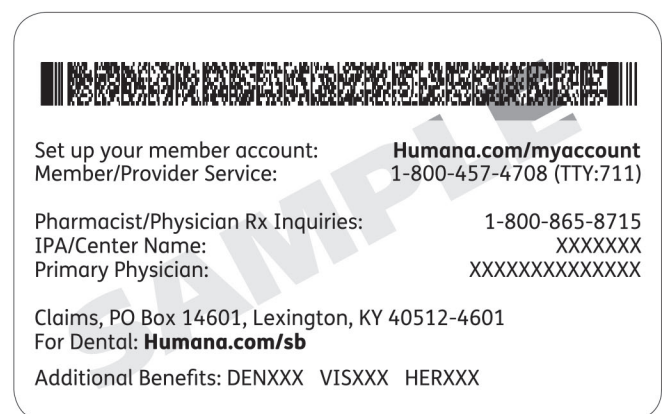 Set up your member account: Humana.com/myaccount
Member/Provider Service: 1-800-457-4708 (TTY:711)
Pharmacist/Physician Rx Inquiries: 1-800-865-8715
IPA/Center Name: XXXXXXX
Primary Physician: XXXXXXXXXXXXXX
Claims, PO Box 14601, Lexington, KY 40512-4601
For Dental: Humana.com/sb
Additional Benefits: DENXXX VISXXX HERXXX
SAMPLE